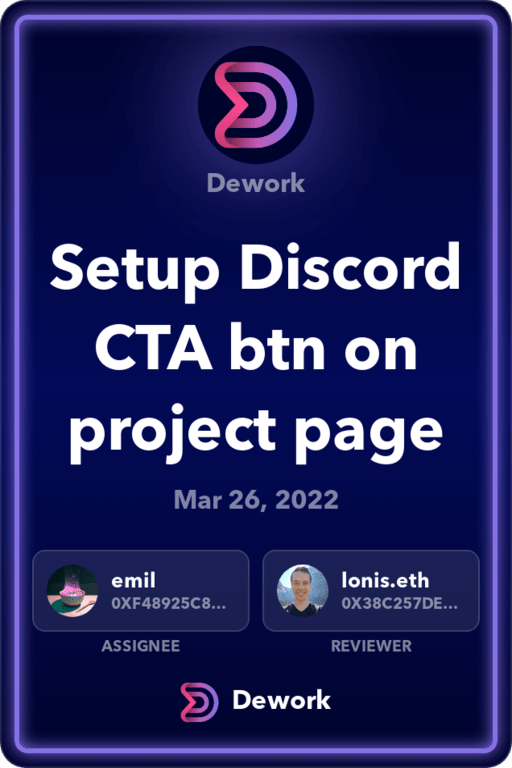 Dework
Setup Discord
CTA btn on
project page
Mar 26, 2022
emil
0XF48925C8...
ASSIGNEE
lonis.eth
0X38C257DE...
REVIEWER
Dework